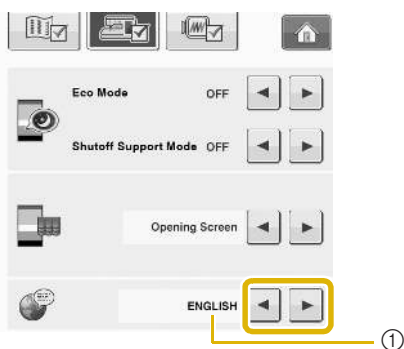 Eco Mode OFF
Shutoff Support Mode OFF
Opening Screen
ENGLISH
①